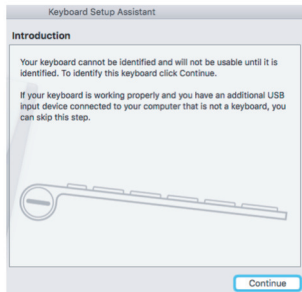 Keyboard Setup Assistant
Introduction
Your keyboard cannot be identified and will not be usable until it is
identified. To identify this keyboard click Continue.
If your keyboard is working properly and you have an additional USB
input device connected to your computer that is not a keyboard, you
can skip this step.
Continue